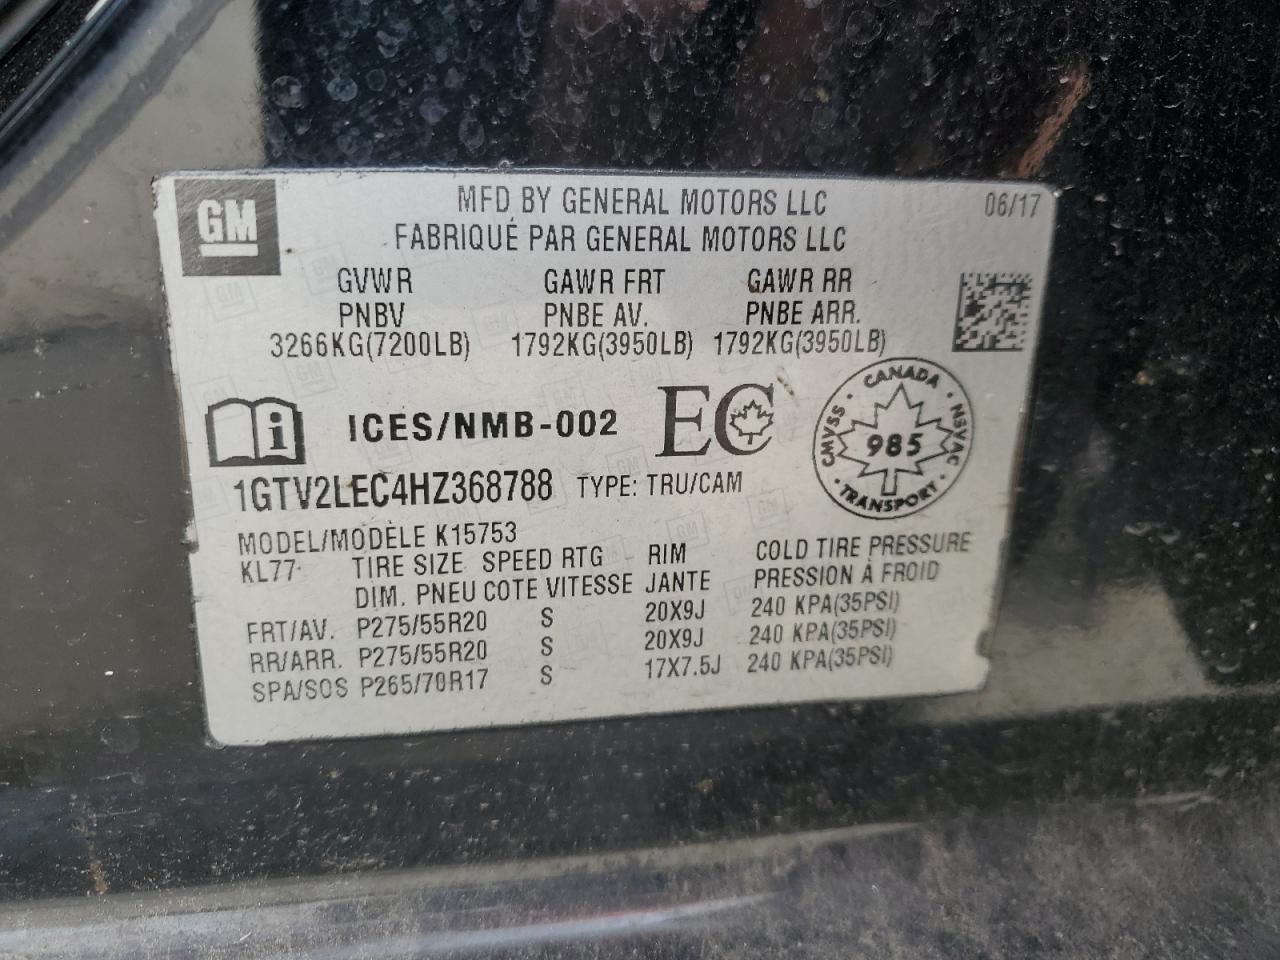 GM
MFD BY GENERAL MOTORS LLC 06/17
FABRIQUÉ PAR GENERAL MOTORS LLC
GVWR GAWR FRT GAWR RR
PNBV PNBE AV. PNBE ARR.
3266KG(7200LB) 1792KG(3950LB) 1792KG(3950LB)
ICES/NMB-002 EC
CANADA
CMVSS 985 NSVAC
TRANSPORT
1GTV2LEC4HZ368788 TYPE: TRU/CAM
MODEL/MODÈLE K15753
KL77 TIRE SIZE SPEED RTG RIM COLD TIRE PRESSURE
DIM. PNEU COTE VITESSE JANTE PRESSION À FROID
FRT/AV. P275/55R20 S 20X9J 240 KPA(35PSI)
RR/ARR. P275/55R20 S 20X9J 240 KPA(35PSI)
SPA/SOS P265/70R17 S 17X7.5J 240 KPA(35PSI)